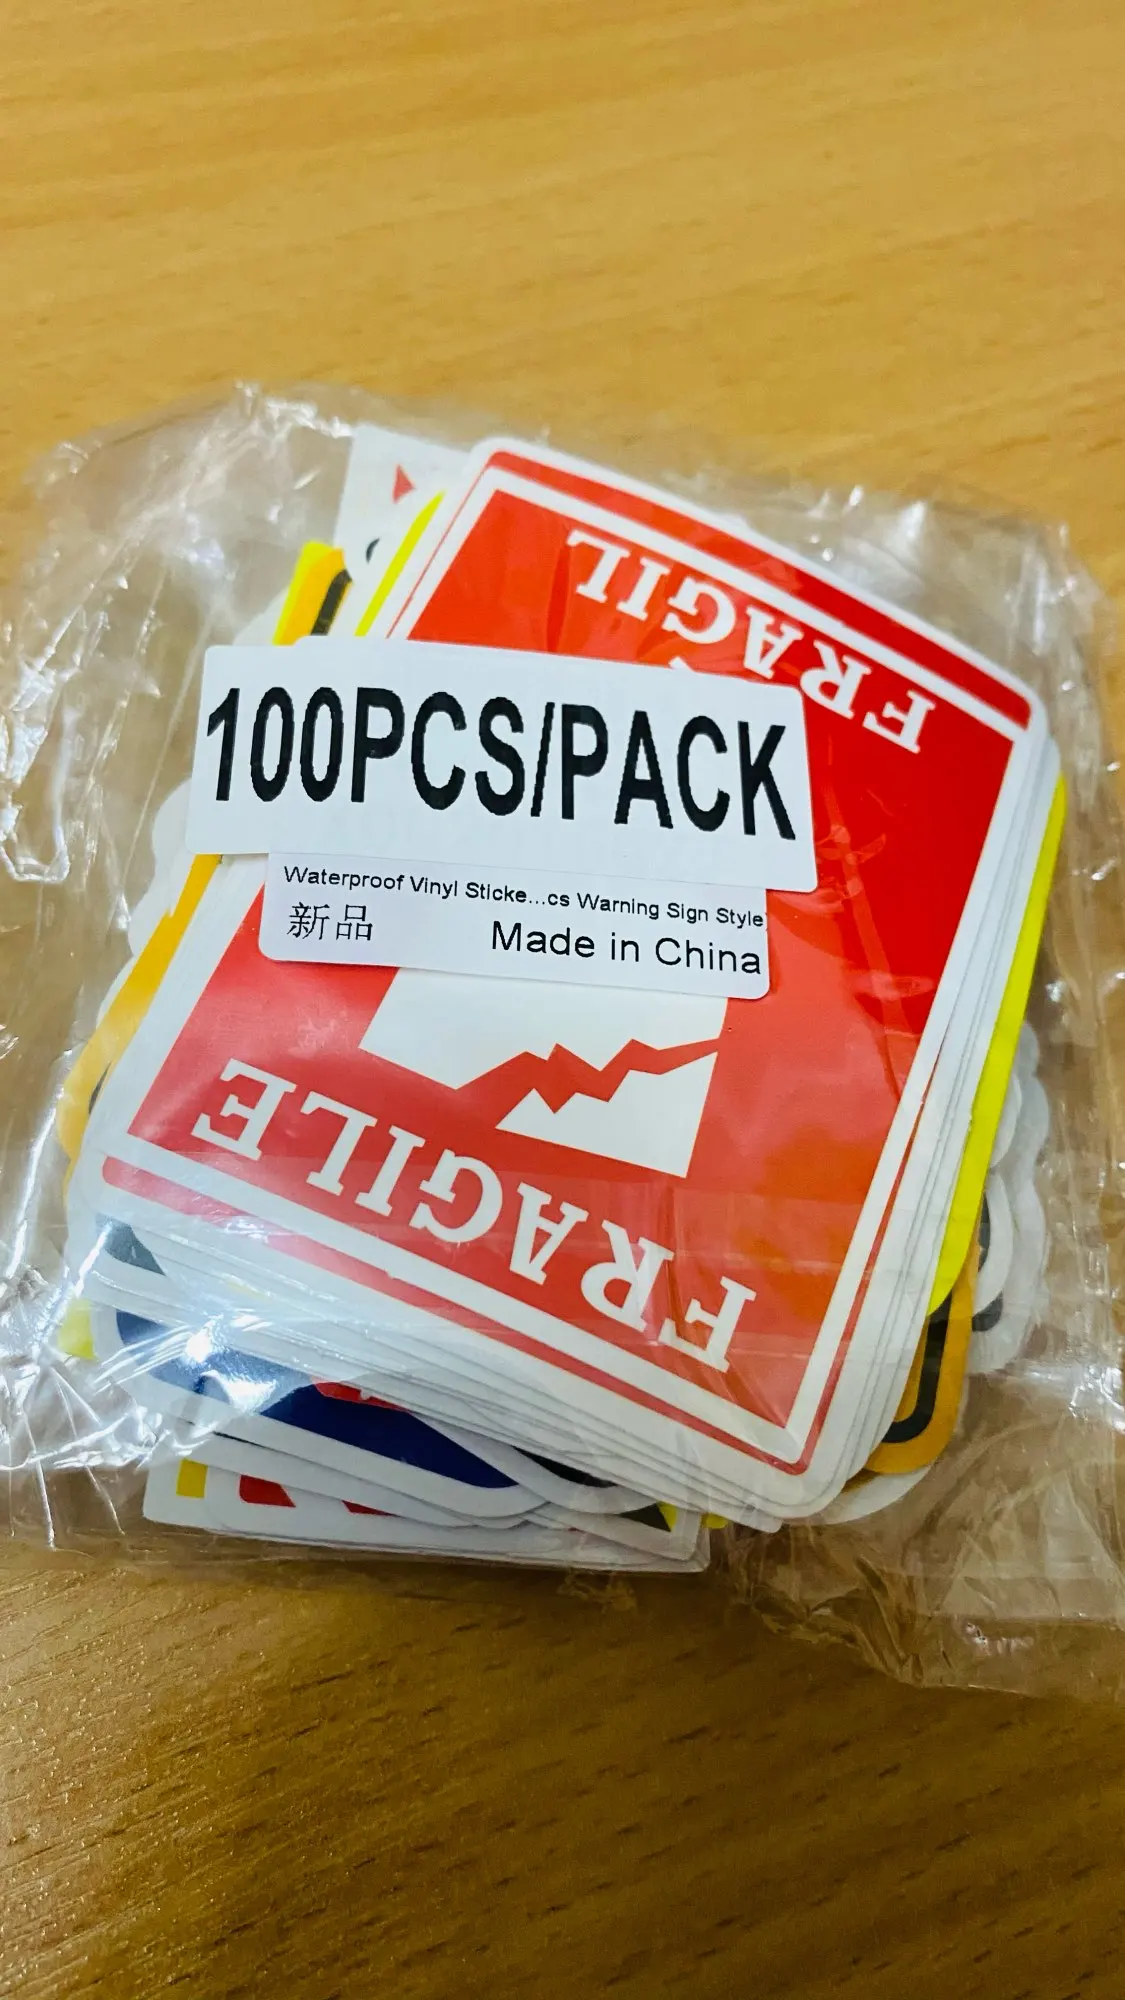 FRAGIL
100PCS/PACK
Waterproof Vinyl Sticke...cs Warning Sign Style
新品
Made in China
FRAGILE